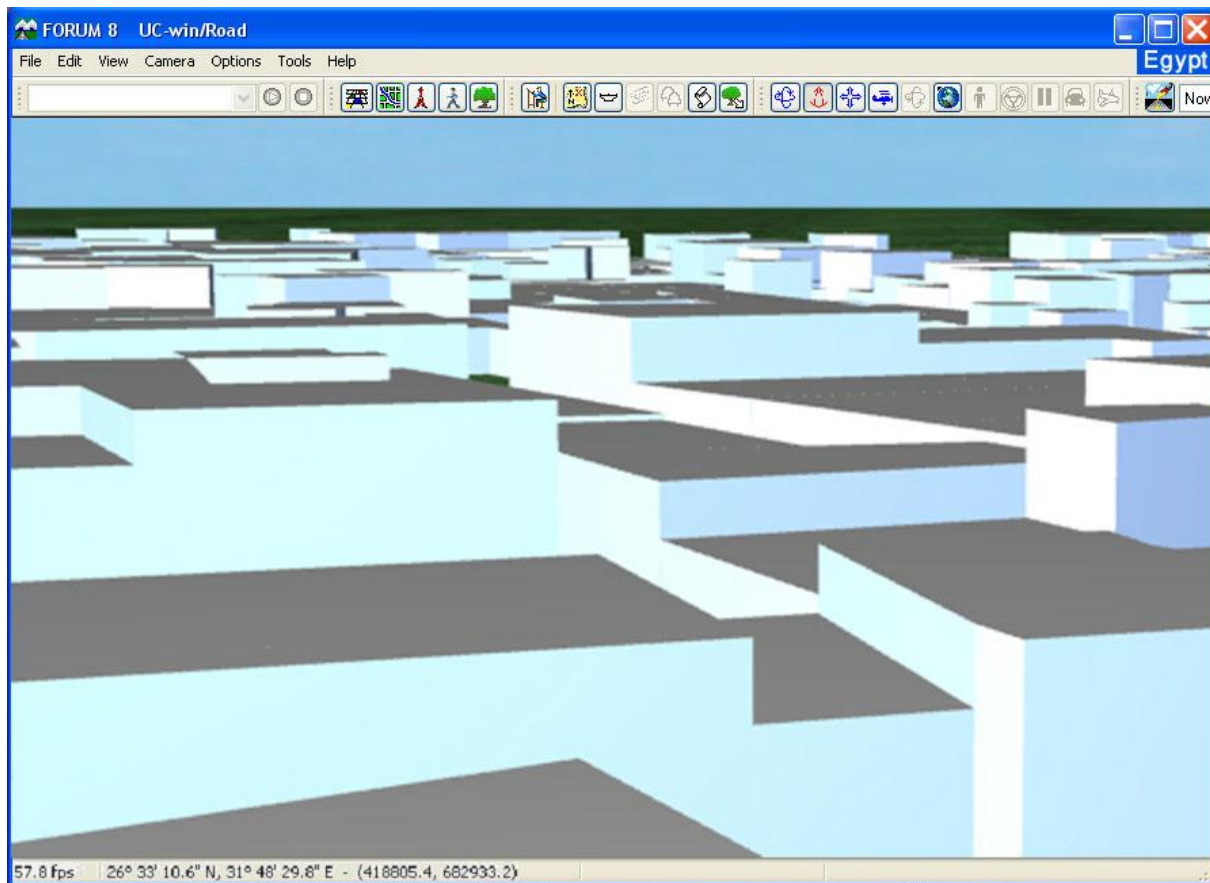 FORUM 8 UC-win/Road
File Edit View Camera Options Tools Help
Egypt
Now
57.8 fps 26° 33' 10.6" N, 31° 48' 29.8" E - (418805.4, 682933.2)